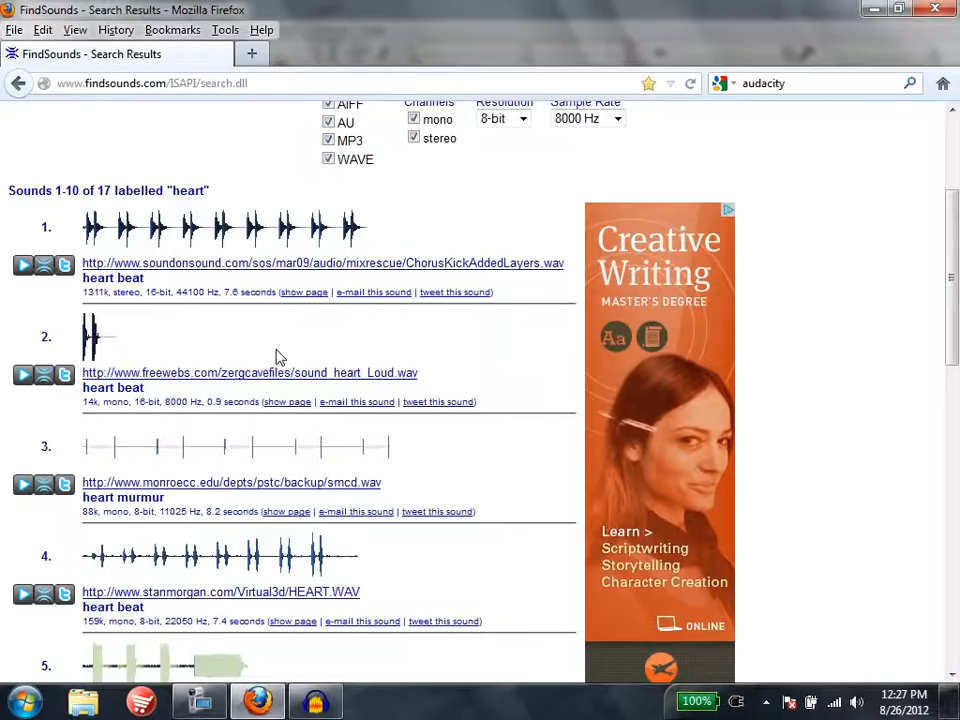 FindSounds - Search Results - Mozilla Firefox
File Edit View History Bookmarks Tools Help
FindSounds - Search Results
www.findsounds.com/ISAPI/search.dll
audacity
AIFF
AU
MP3
WAVE
Channels
mono
stereo
Resolution
8-bit
Sample Rate
8000 Hz
Sounds 1-10 of 17 labelled "heart"
1.
http://www.soundonsound.com/sos/mar09/audio/mixrescue/ChorusKickAddedLayers.wav
heart beat
1311k, stereo, 16-bit, 44100 Hz, 7.6 seconds (show page | e-mail this sound | tweet this sound)
2.
http://www.freewebs.com/zergcavefiles/sound_heart_Loud.wav
heart beat
14k, mono, 16-bit, 8000 Hz, 0.9 seconds (show page | e-mail this sound | tweet this sound)
3.
http://www.monroecc.edu/depts/pstc/backup/smcd.wav
heart murmur
88k, mono, 8-bit, 11025 Hz, 8.2 seconds (show page | e-mail this sound | tweet this sound)
4.
http://www.stanmorgan.com/Virtual3d/HEART.WAV
heart beat
159k, mono, 8-bit, 22050 Hz, 7.4 seconds (show page | e-mail this sound | tweet this sound)
5.
Creative
Writing
MASTER'S DEGREE
Aa
Learn >
Scriptwriting
Storytelling
Character Creation
ONLINE
100%
12:27 PM
8/26/2012